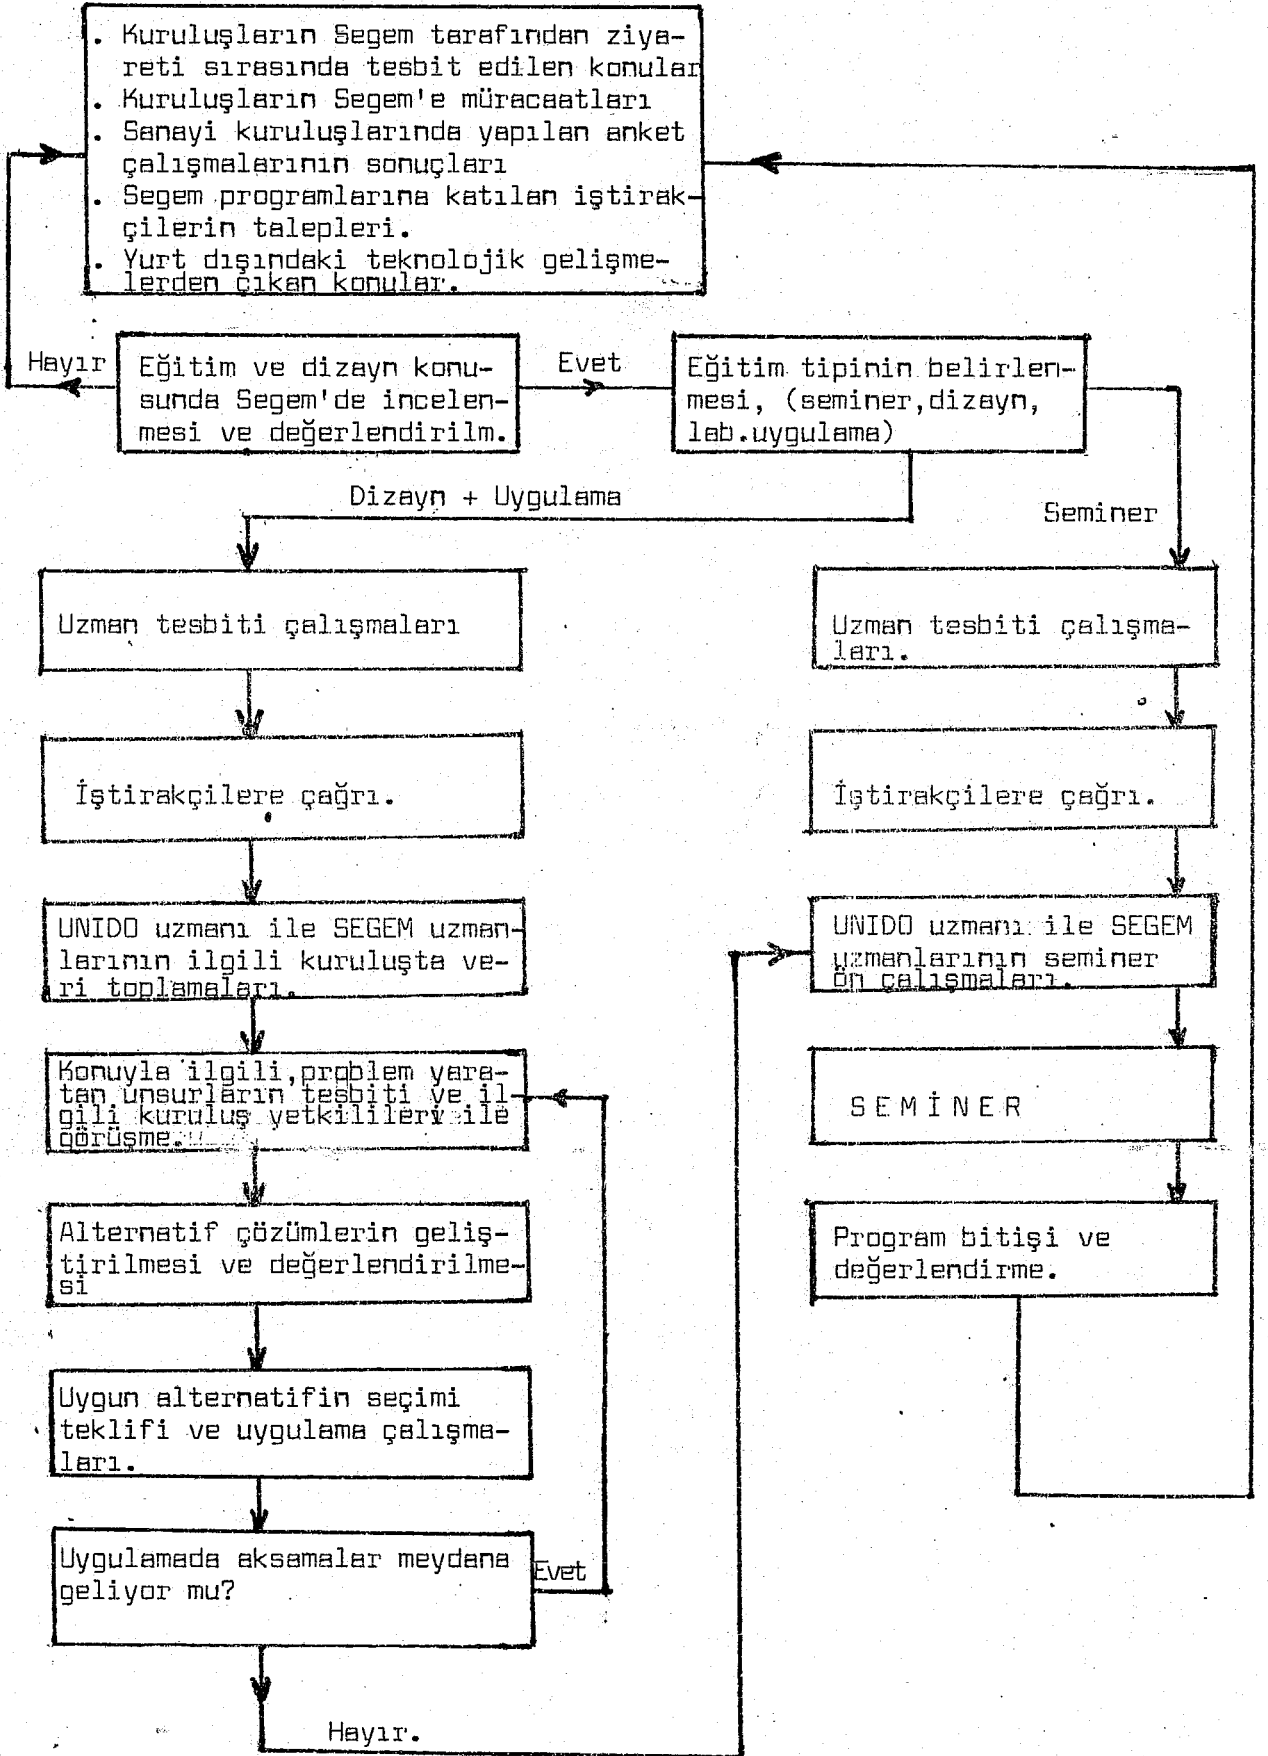 . Kuruluşların Segem tarafından ziya-
reti sırasında tesbit edilen konular
. Kuruluşların Segem'e müracaatları
. Sanayi kuruluşlarında yapılan anket
çalışmalarının sonuçları
. Segem programlarına katılan iştirak-
çilerin talepleri.
. Yurt dışındaki teknolojik gelişme-
lerden çıkan konular.
Hayır
Eğitim ve dizayn konu-
sunda Segem'de incelen-
mesi ve değerlendirilm.
Evet
Eğitim tipinin belirlen-
mesi, (seminer,dizayn,
lab.uygulama)
Dizayn + Uygulama
Seminer
Uzman tesbiti çalışmaları
İştirakçilere çağrı.
UNIDO uzmanı ile SEGEM uzman-
larının ilgili kuruluşta ve-
ri toplamaları.
Konuyla ilgili,problem yara-
tan unsurların tesbiti ve il-
gili kuruluş yetkilileri ile
görüşme.
Alternatif çözümlerin geliş-
tirilmesi ve değerlendirilme-
si
Uygun alternatifin seçimi
teklifi ve uygulama çalışma-
ları.
Uygulamada aksamalar meydana
geliyor mu?
Evet
Hayır.
Uzman tesbiti çalışma-
ları.
İştirakçilere çağrı.
UNIDO uzmanı ile SEGEM
uzmanlarının seminer
ön çalışmaları.
SEMİNER
Program bitişi ve
değerlendirme.